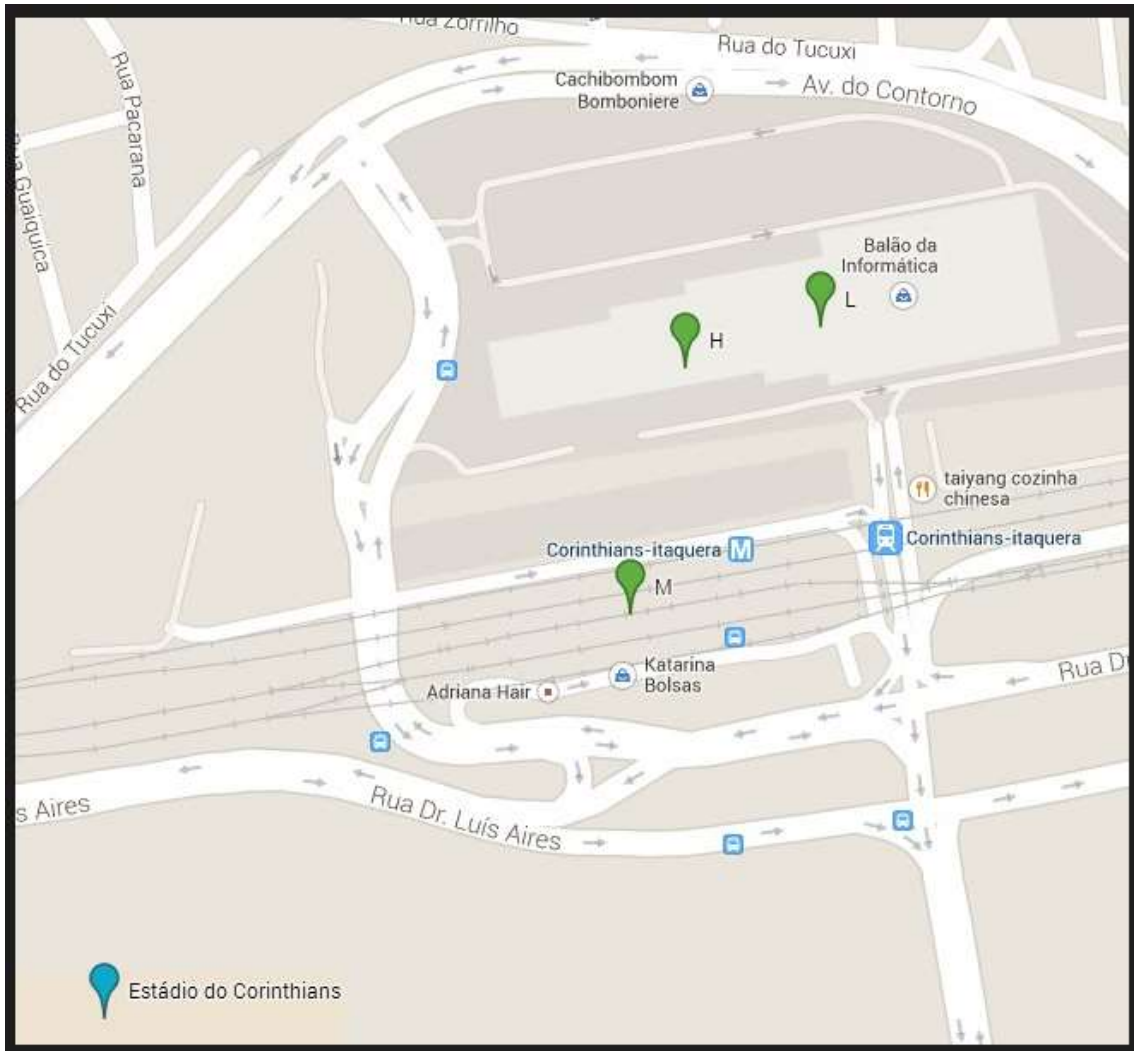 Rua Zorrilho
Rua do Tucuxi
Cachibombom
Bomboniere
Av. do Contorno
Rua Pacarana
Rua Guaiquica
Balão da
Informática
L
H
Rua do Tucuxi
taiyang cozinha
chinesa
Corinthians-itaquera
M
Corinthians-itaquera
M
Katarina
Bolsas
Adriana Hair
Rua Dr
s Aires
Rua Dr. Luís Aires
Estádio do Corinthians